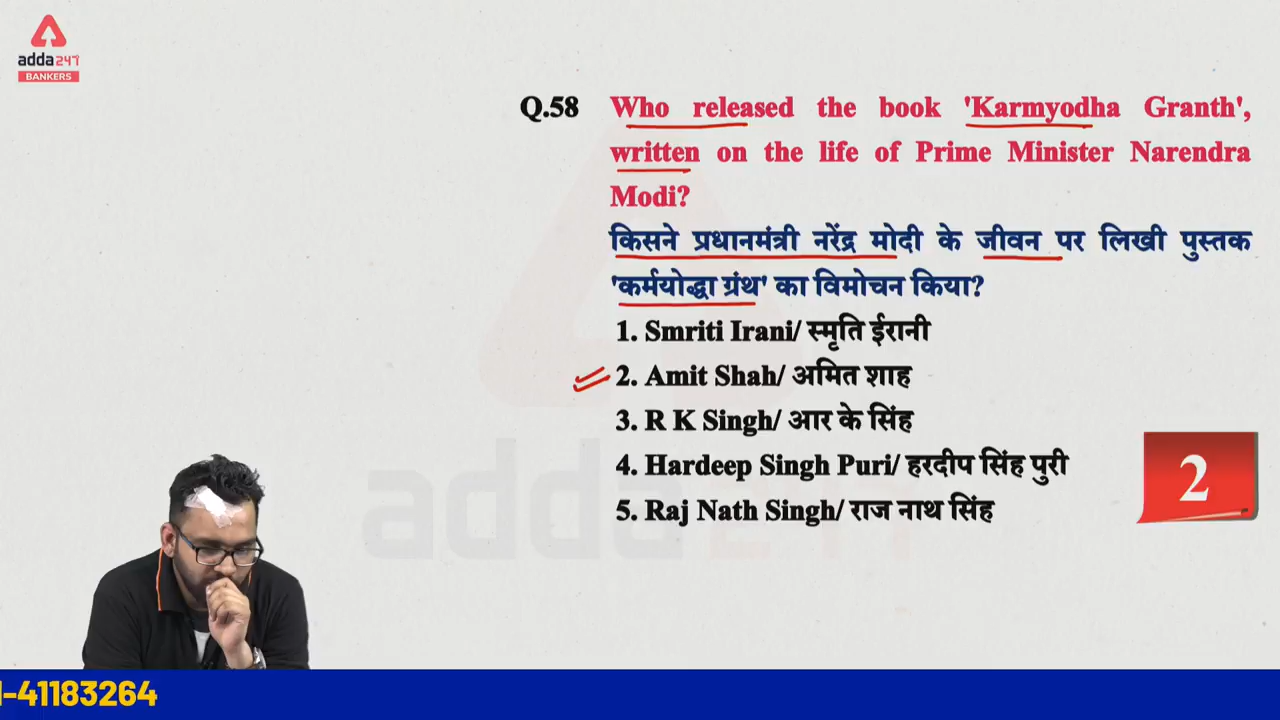 adda247
BANKERS
Q.58 Who released the book 'Karmyodha Granth',
written on the life of Prime Minister Narendra
Modi?
किसने प्रधानमंत्री नरेंद्र मोदी के जीवन पर लिखी पुस्तक
'कर्मयोद्धा ग्रंथ' का विमोचन किया?
1. Smriti Irani/ स्मृति ईरानी
2. Amit Shah/ अमित शाह
3. R K Singh/ आर के सिंह
4. Hardeep Singh Puri/ हरदीप सिंह पुरी
5. Raj Nath Singh/ राज नाथ सिंह
2
adda247
-41183264